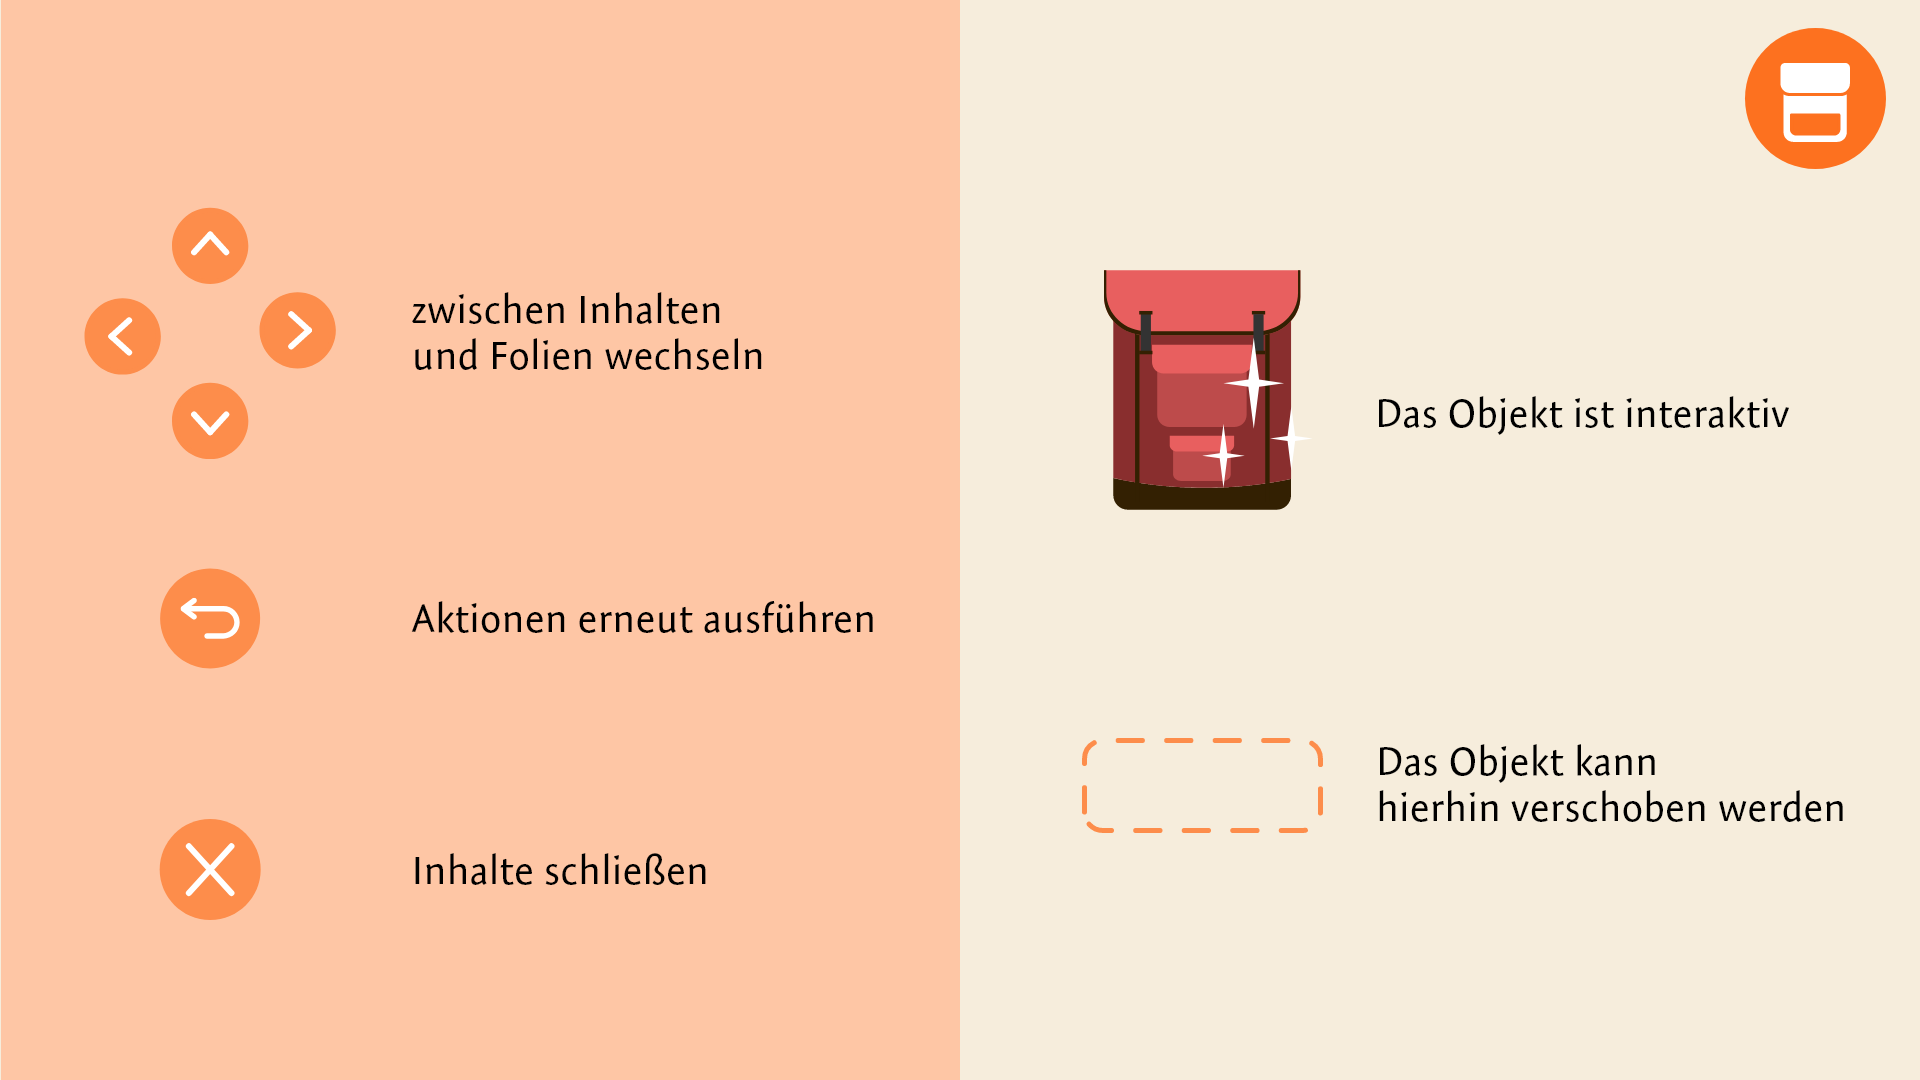 zwischen Inhalten
und Folien wechseln
Aktionen erneut ausführen
Inhalte schließen
Das Objekt ist interaktiv
Das Objekt kann
hierhin verschoben werden